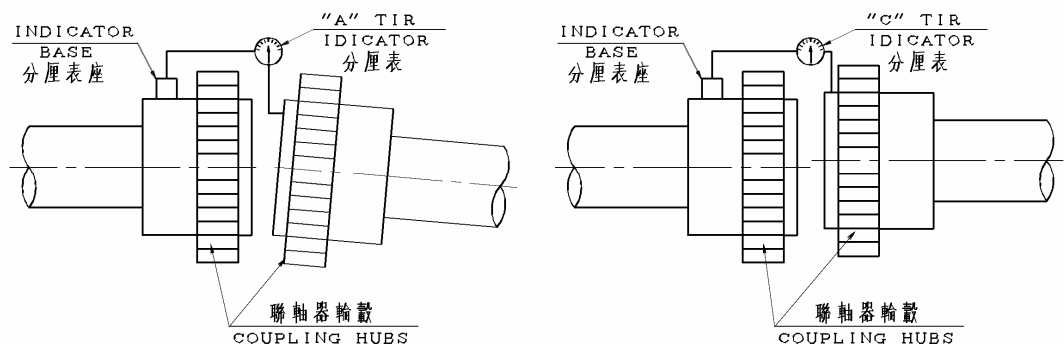 INDICATOR
BASE
分厘表座
"A" TIR
IDICATOR
分厘表
聯軸器輪轂
COUPLING HUBS
INDICATOR
BASE
分厘表座
"C" TIR
IDICATOR
分厘表
聯軸器輪轂
COUPLING HUBS